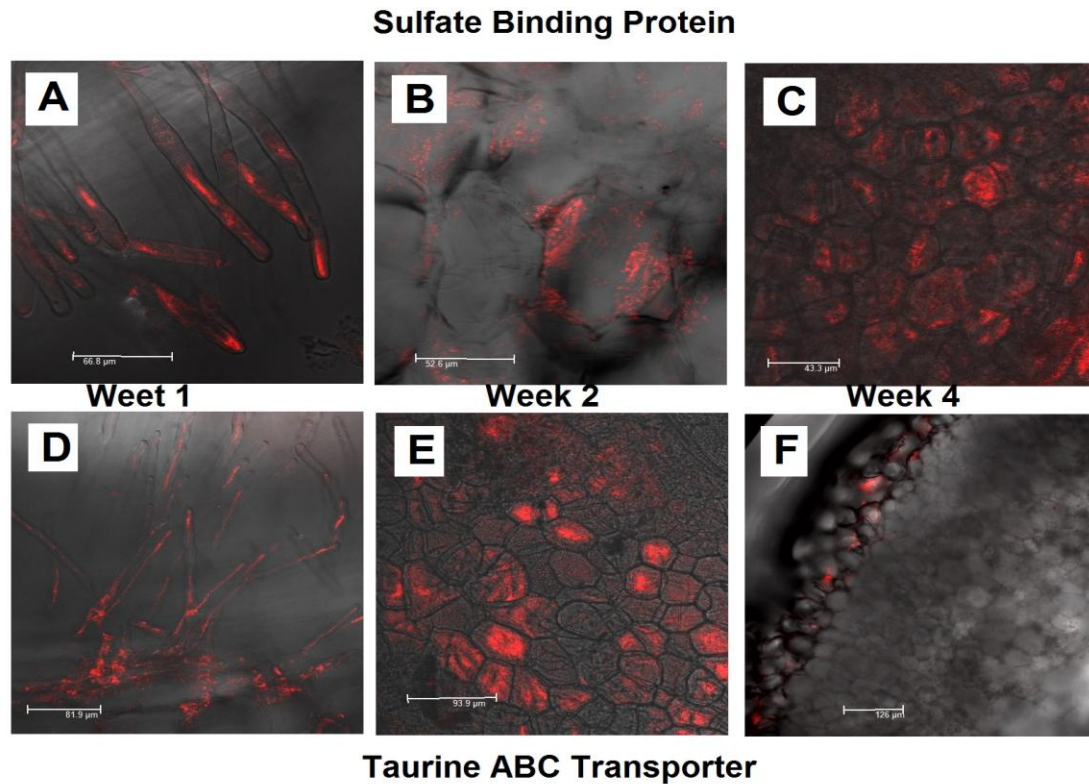 Sulfate Binding Protein
A
B
C
66.8 µm
52.6 µm
43.3 µm
Weet 1
Week 2
Week 4
D
E
F
81.9 µm
93.9 µm
126 µm
Taurine ABC Transporter